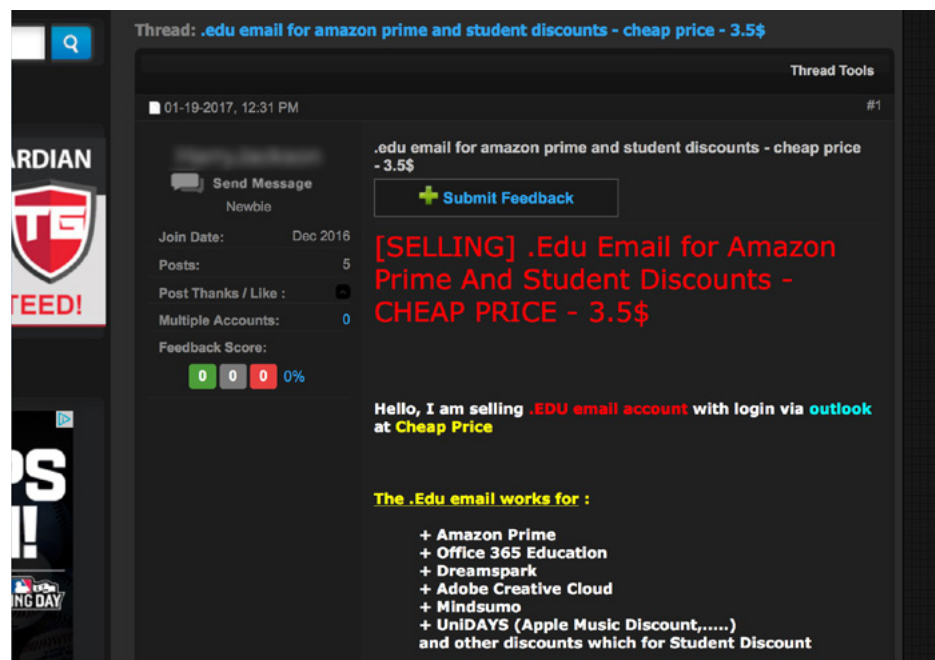 Thread: .edu email for amazon prime and student discounts - cheap price - 3.5$
Thread Tools
01-19-2017, 12:31 PM
#1
.edu email for amazon prime and student discounts - cheap price
- 3.5$
Send Message
Submit Feedback
Newbie
Join Date: Dec 2016
Posts: 5
Post Thanks / Like :
Multiple Accounts: 0
Feedback Score:
0 0 0 0%
[SELLING] .Edu Email for Amazon
Prime And Student Discounts -
CHEAP PRICE - 3.5$
Hello, I am selling .EDU email account with login via outlook
at Cheap Price
The .Edu email works for :
+ Amazon Prime
+ Office 365 Education
+ Dreamspark
+ Adobe Creative Cloud
+ Mindsumo
+ UniDAYS (Apple Music Discount,.....)
and other discounts which for Student Discount
RDIAN
TG
TEED!
PS
!
NG DAY